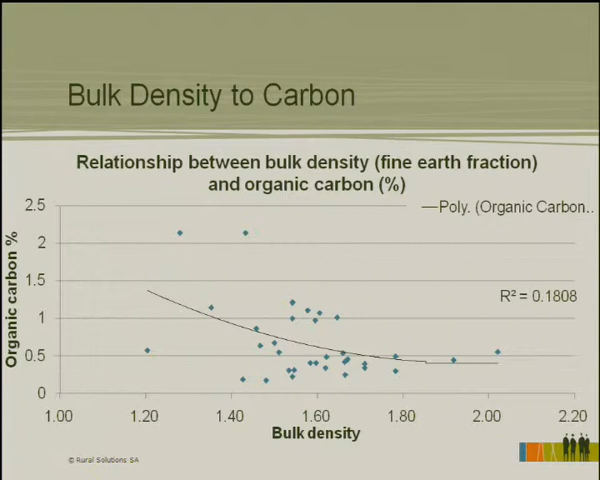 Bulk Density to Carbon
Relationship between bulk density (fine earth fraction)
and organic carbon (%)
Poly. (Organic Carbon..
R² = 0.1808
Organic carbon %
2.5
2
1.5
1
0.5
0
1.00 1.20 1.40 1.60 1.80 2.00 2.20
Bulk density
© Rural Solutions SA